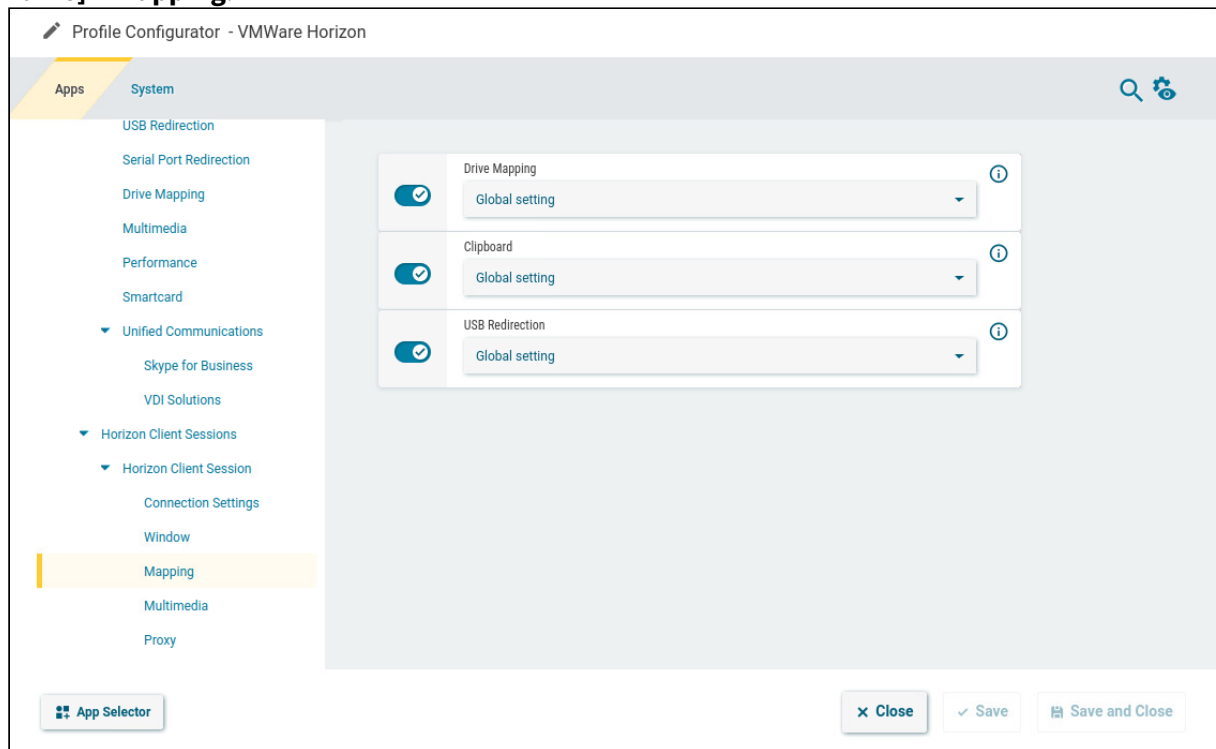 Profile Configurator - VMWare Horizon
Apps
System
USB Redirection
Serial Port Redirection
Drive Mapping
Multimedia
Performance
Smartcard
Unified Communications
Skype for Business
VDI Solutions
Horizon Client Sessions
Horizon Client Session
Connection Settings
Window
Mapping
Multimedia
Proxy
Drive Mapping
Global setting
Clipboard
Global setting
USB Redirection
Global setting
App Selector
Close
Save
Save and Close